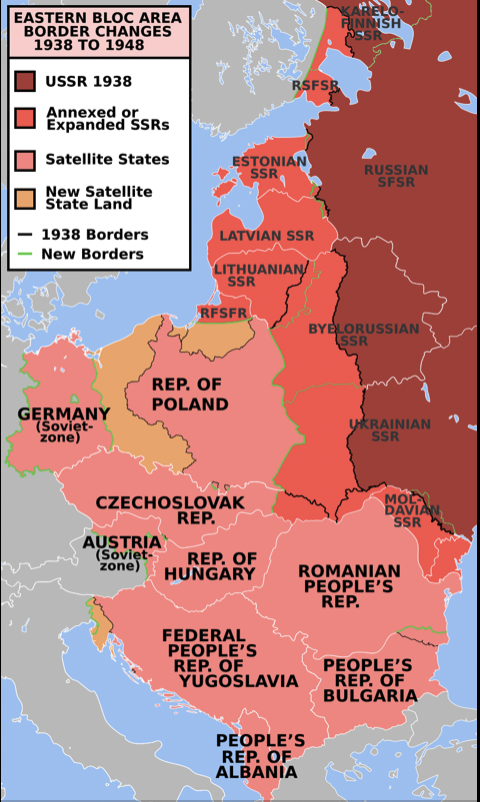 EASTERN BLOC AREA
BORDER CHANGES
1938 TO 1948
USSR 1938
Annexed or
Expanded SSRs
Satellite States
New Satellite
State Land
1938 Borders
New Borders
KARELO-
FINNISH
SSR
RSFSR
ESTONIAN
SSR
RUSSIAN
SFSR
LATVIAN SSR
LITHUANIAN
SSR
RFSFR
BYELORUSSIAN
SSR
REP. OF
POLAND
GERMANY
(Soviet-
zone)
UKRAINIAN
SSR
CZECHOSLOVAK
REP.
MOL-
DAVIAN
SSR
AUSTRIA
(Soviet-
zone)
REP. OF
HUNGARY
ROMANIAN
PEOPLE'S
REP.
FEDERAL
PEOPLE'S
REP. OF
YUGOSLAVIA
PEOPLE'S
REP. OF
BULGARIA
PEOPLE'S
REP. OF
ALBANIA